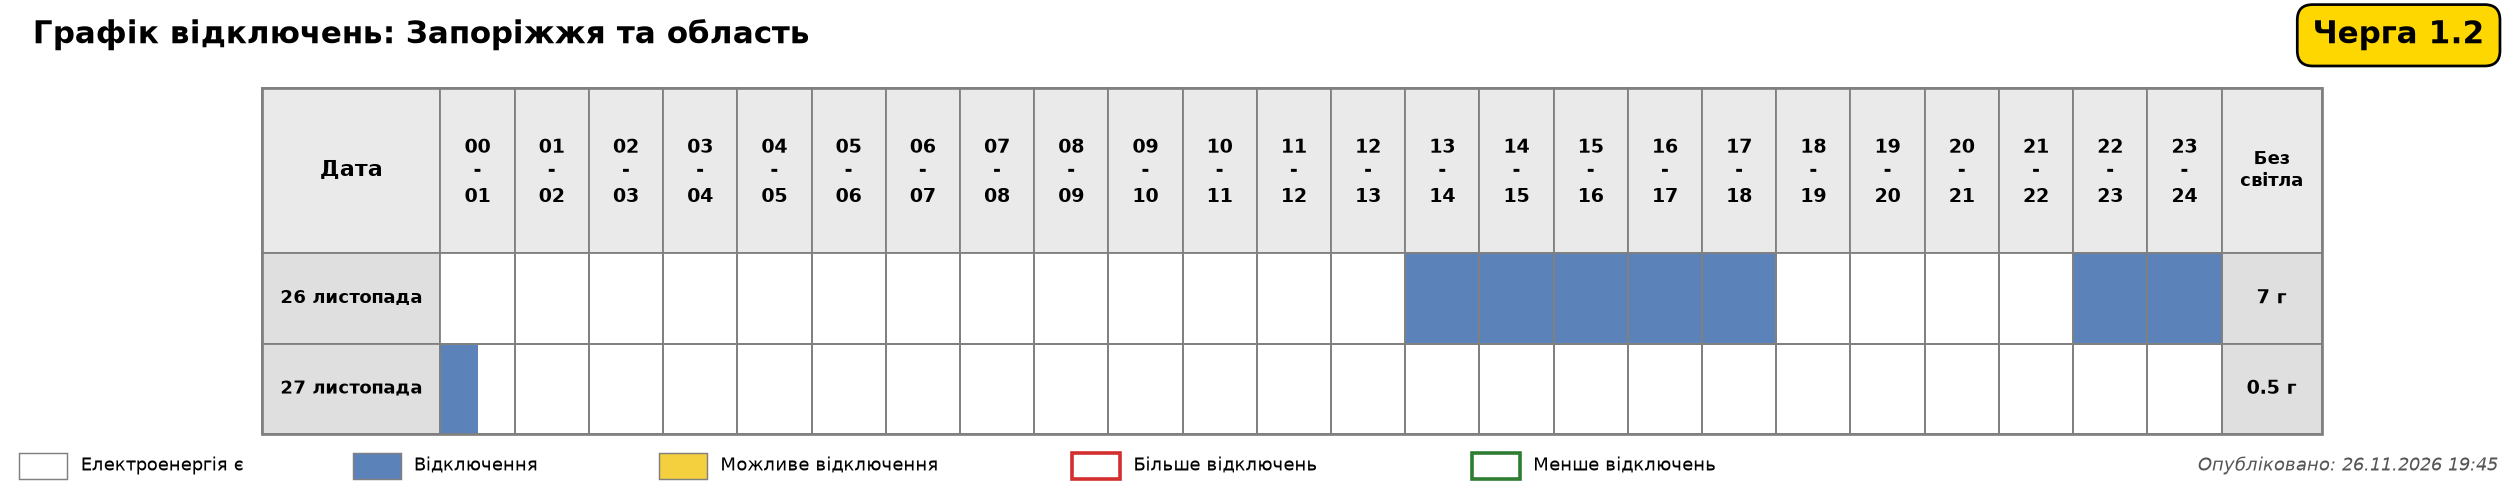 Графік відключень: Запоріжжя та область
Черга 1.2
Дата
00 - 01
01 - 02
02 - 03
03 - 04
04 - 05
05 - 06
06 - 07
07 - 08
08 - 09
09 - 10
10 - 11
11 - 12
12 - 13
13 - 14
14 - 15
15 - 16
16 - 17
17 - 18
18 - 19
19 - 20
20 - 21
21 - 22
22 - 23
23 - 24
Без
світла
26 листопада
7 г
27 листопада
0.5 г
Електроенергія є
Відключення
Можливе відключення
Більше відключень
Менше відключень
Опубліковано: 26.11.2026 19:45